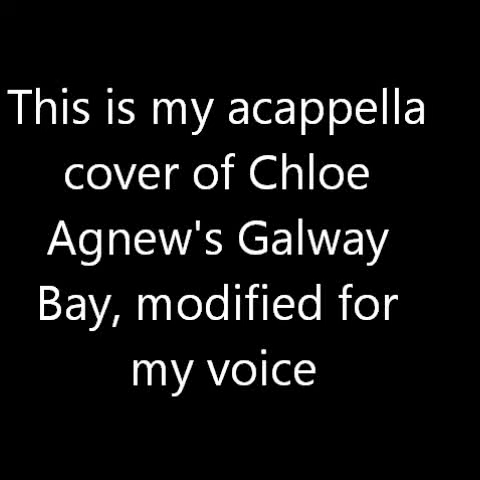 This is my acappella
cover of Chloe
Agnew's Galway
Bay, modified for
my voice